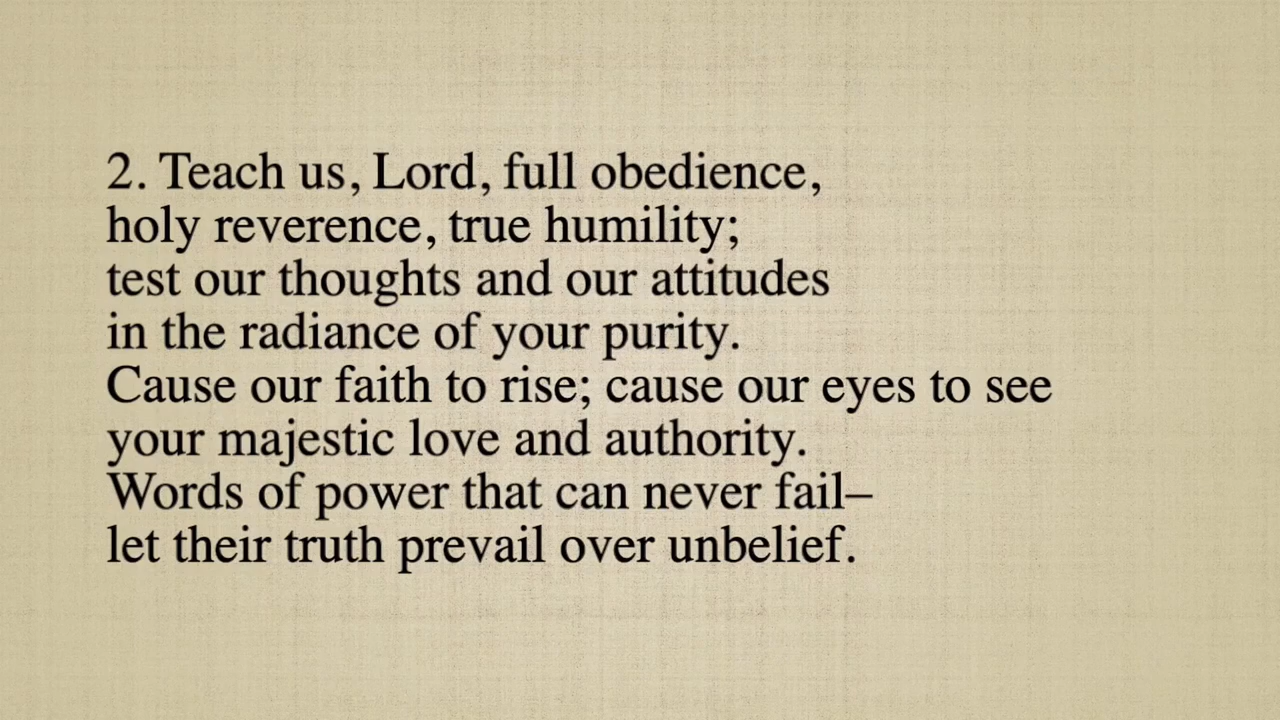 2. Teach us, Lord, full obedience,
holy reverence, true humility;
test our thoughts and our attitudes
in the radiance of your purity.
Cause our faith to rise; cause our eyes to see
your majestic love and authority.
Words of power that can never fail–
let their truth prevail over unbelief.